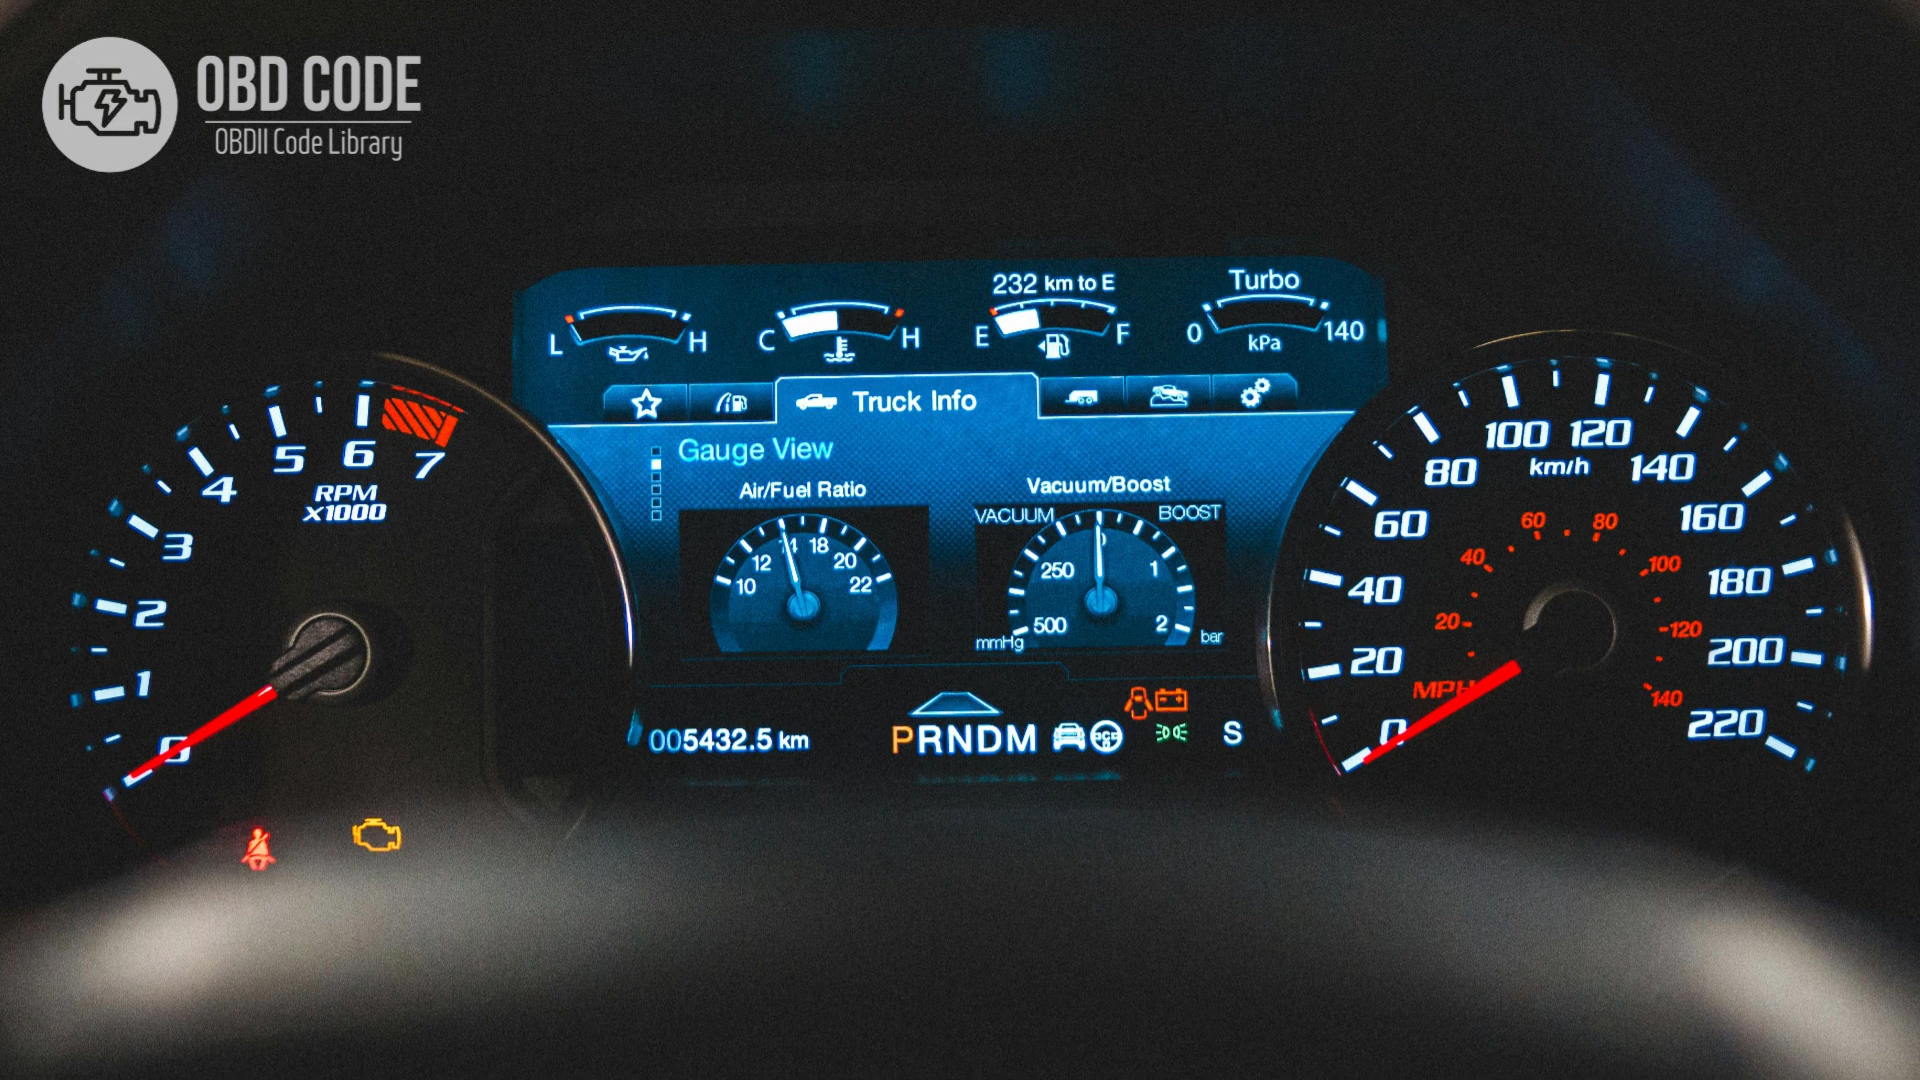 OBD CODE
OBDII Code Library
232 km to E
Turbo
L H
C H
E F
0 140
kPa
Truck Info
Gauge View
Air/Fuel Ratio
10 12 14 18 20 22
Vacuum/Boost
VACUUM BOOST
500 250 0 1 2
mmHg bar
0 1 2 3 4 5 6 7
RPM
X1000
0 20 40 60 80 100 120 140 160 180 200 220
km/h
20 40 60 80 100 120 140
MPH
005432.5 km
PRNDM
S